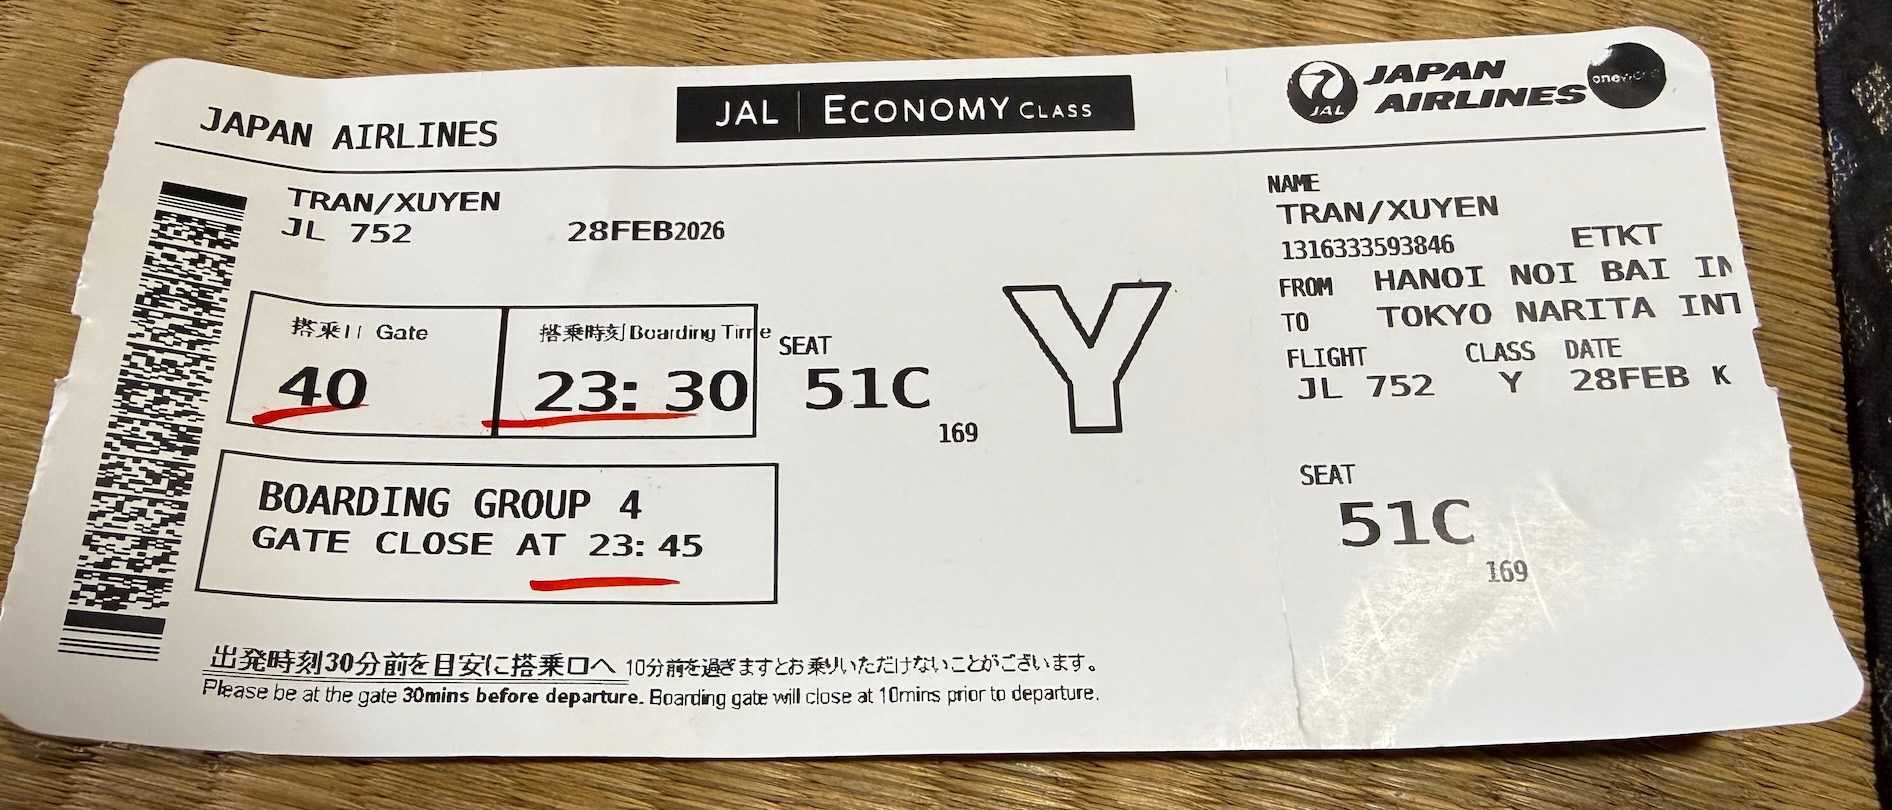 JAPAN AIRLINES
JAL | ECONOMY CLASS
JAL
JAPAN AIRLINES
oneworld
TRAN/XUYEN
JL 752 28FEB2026
搭乗口 Gate
40
搭乗時刻 Boarding Time
23:30
SEAT
51C
169
Y
BOARDING GROUP 4
GATE CLOSE AT 23:45
出発時刻30分前を目安に搭乗口へ 10分前を過ぎますとお乗りいただけないことがございます。
Please be at the gate 30mins before departure. Boarding gate will close at 10mins prior to departure.
NAME
TRAN/XUYEN
1316333593846 ETKT
FROM HANOI NOI BAI IN
TO TOKYO NARITA INT
FLIGHT CLASS DATE
JL 752 Y 28FEB K
SEAT
51C
169